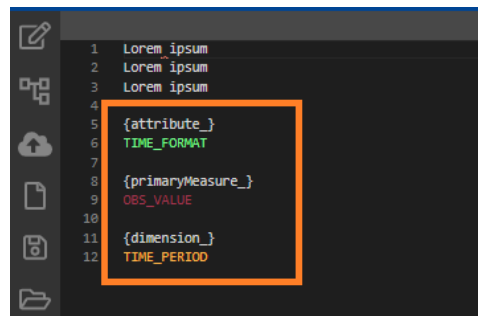 1 Lorem ipsum
2 Lorem ipsum
3 Lorem ipsum
4
5 {attribute_}
6 TIME_FORMAT
7
8 {primaryMeasure_}
9 OBS_VALUE
10
11 {dimension_}
12 TIME_PERIOD